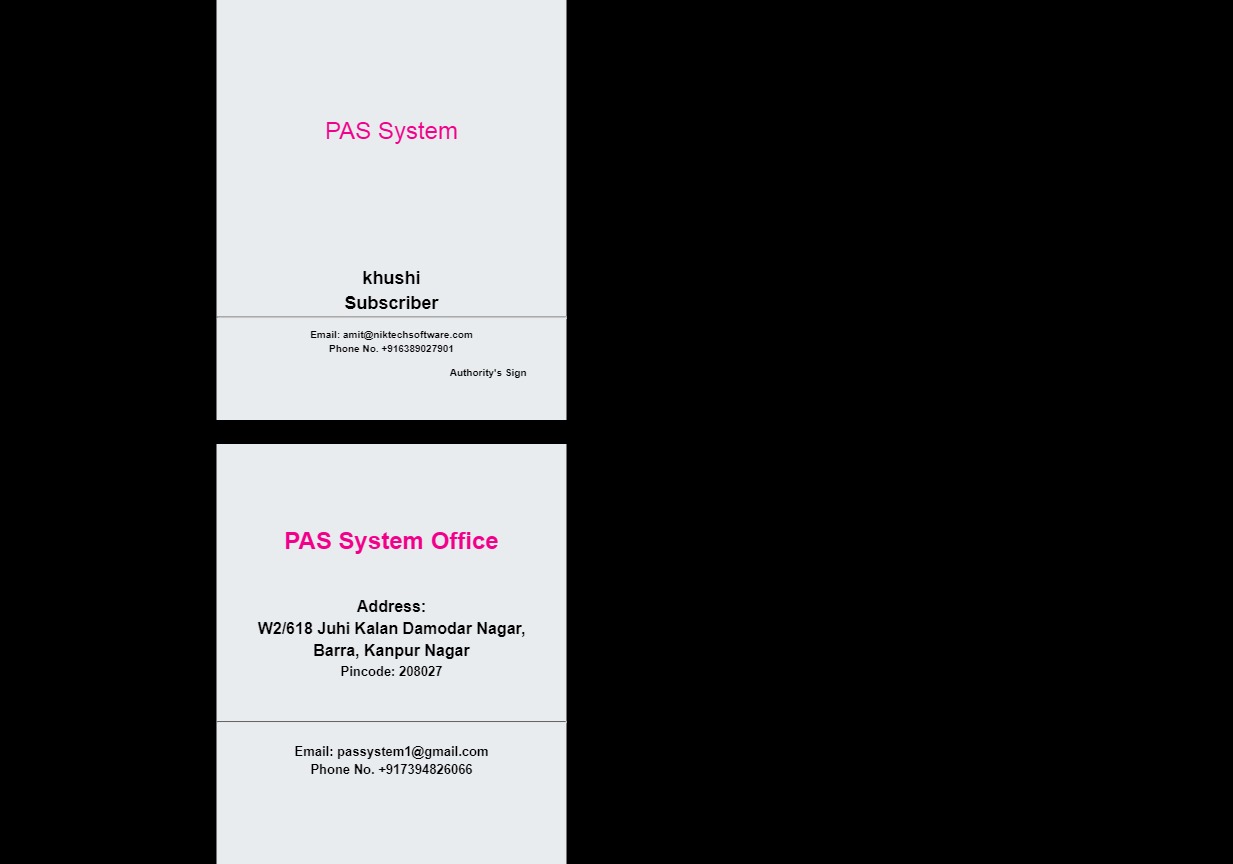 PAS System
khushi
Subscriber
Email: amit@niktechsoftware.com
Phone No. +916389027901
Authority's Sign
PAS System Office
Address:
W2/618 Juhi Kalan Damodar Nagar,
Barra, Kanpur Nagar
Pincode: 208027
Email: passystem1@gmail.com
Phone No. +917394826066